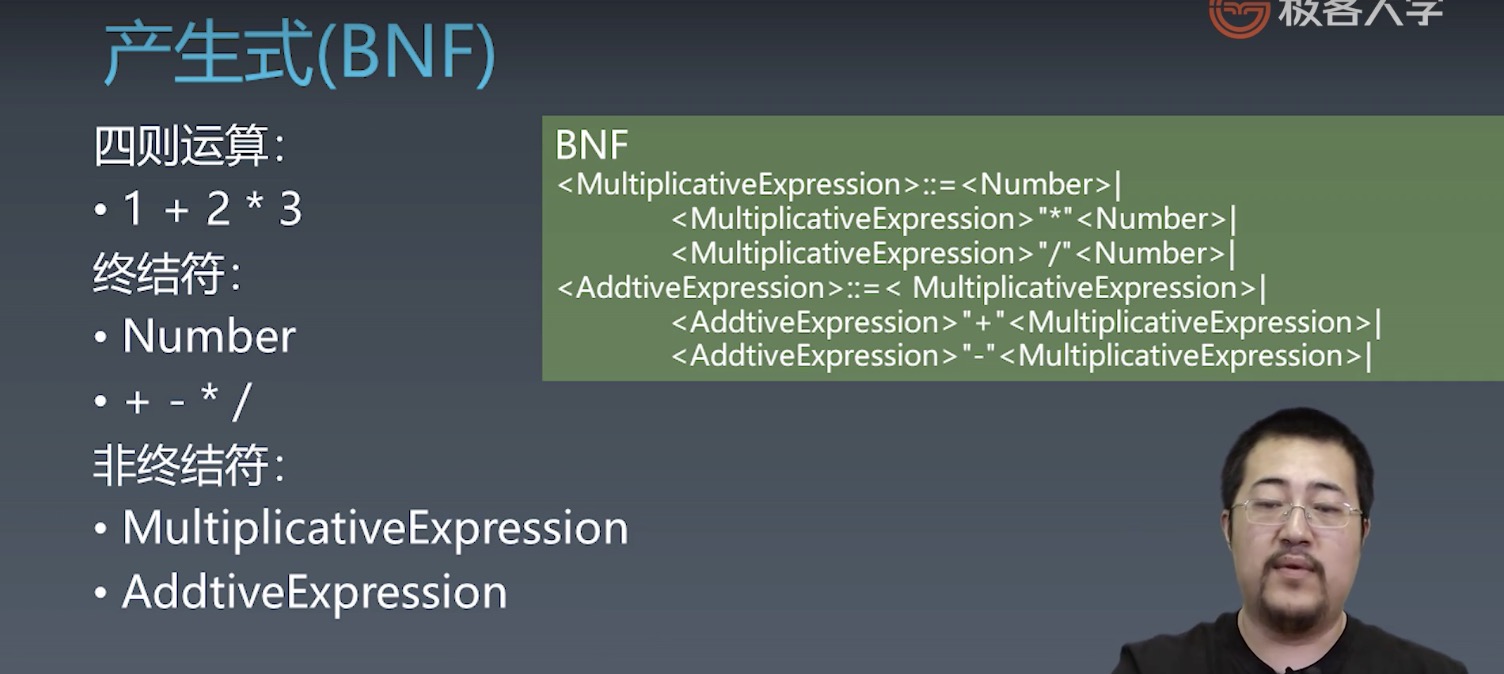 极客大学
产生式(BNF)
四则运算：
• 1 + 2 * 3
终结符：
• Number
• + - * /
非终结符：
• MultiplicativeExpression
• AddtiveExpression
BNF
<MultiplicativeExpression>::=<Number>|
<MultiplicativeExpression>"*"<Number>|
<MultiplicativeExpression>"/"<Number>|
<AddtiveExpression>::=< MultiplicativeExpression>|
<AddtiveExpression>"+"<MultiplicativeExpression>|
<AddtiveExpression>"-"<MultiplicativeExpression>|